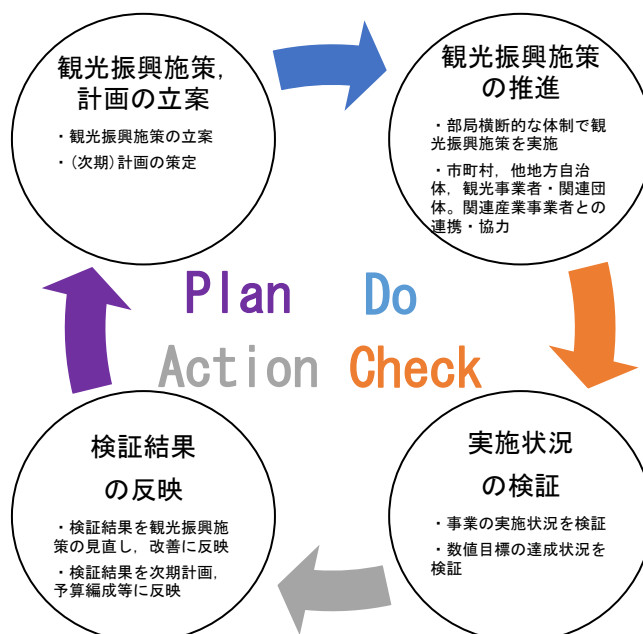 観光振興施策，
計画の立案
・観光振興施策の立案
・(次期)計画の策定
観光振興施策
の推進
・部局横断的な体制で観
光振興施策を実施
・市町村，他地方自治
体，観光事業者・関連団
体。関連産業事業者との
連携・協力
Plan Do
Action Check
検証結果
の反映
・検証結果を観光振興施
策の見直し，改善に反映
・検証結果を次期計画，
予算編成等に反映
実施状況
の検証
・事業の実施状況を検証
・数値目標の達成状況を
検証